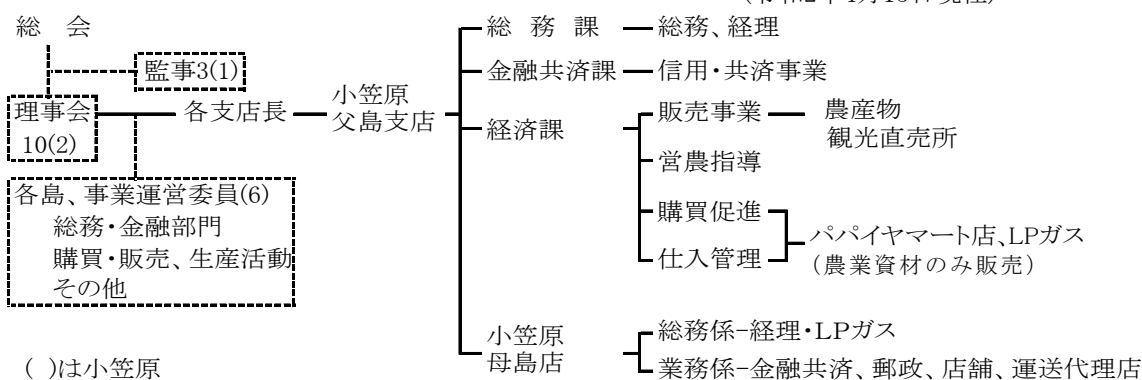 総 会
監事3(1)
理事会
10(2)
各支店長
小笠原
父島支店
各島、事業運営委員(6)
総務・金融部門
購買・販売、生産活動
その他
( )は小笠原
総 務 課
総務、経理
金融共済課
信用・共済事業
経済課
販売事業
農産物
観光直売所
営農指導
購買促進
仕入管理
パパイヤマート店、LPガス
(農業資材のみ販売)
小笠原
母島店
総務係-経理・LPガス
業務係-金融共済、郵政、店舗、運送代理店